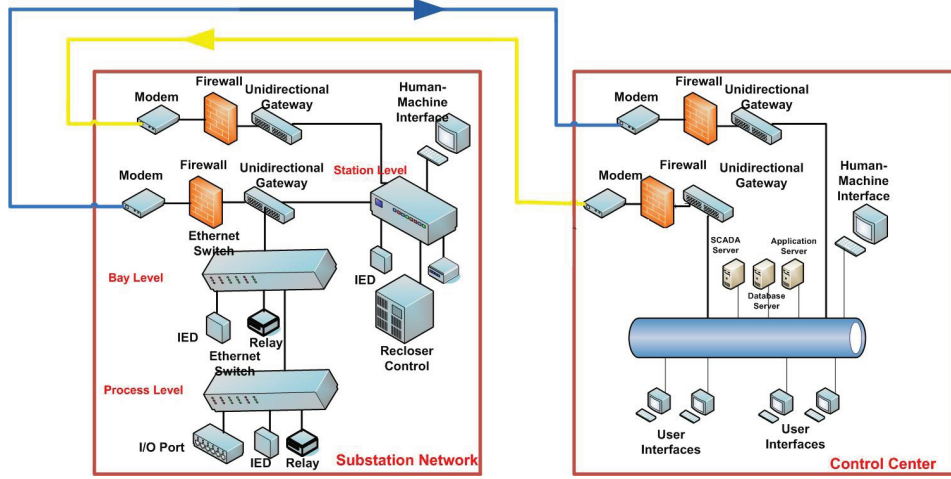 Modem
Firewall
Unidirectional
Gateway
Human-
Machine
Interface
Station Level
Modem
Firewall
Unidirectional
Gateway
Ethernet
Switch
Bay Level
IED
Relay
IED
Recloser
Control
Ethernet
Switch
Process Level
I/O Port
IED
Relay
Substation Network
Modem
Firewall
Unidirectional
Gateway
Modem
Firewall
Unidirectional
Gateway
Human-
Machine
Interface
SCADA
Server
Application
Server
Database
Server
User
Interfaces
User
Interfaces
Control Center